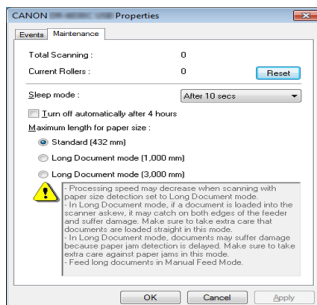 CANON USB Properties
Events Maintenance
Total Scanning : 0
Current Rollers : 0 Reset
Sleep mode : After 10 secs
Turn off automatically after 4 hours
Maximum length for paper size :
Standard (432 mm)
Long Document mode (1,000 mm)
Long Document mode (3,000 mm)
- Processing speed may decrease when scanning with
paper size detection set to Long Document mode.
- In Long Document mode, if a document is loaded into the
scanner askew, it may catch on both edges of the feeder
and suffer damage. Make sure to take extra care that
documents are loaded straight in this mode.
- In Long Document mode, documents may suffer damage
because paper jam detection is delayed. Make sure to take
extra care against paper jams in this mode.
- Feed long documents in Manual Feed Mode.
OK Cancel Apply